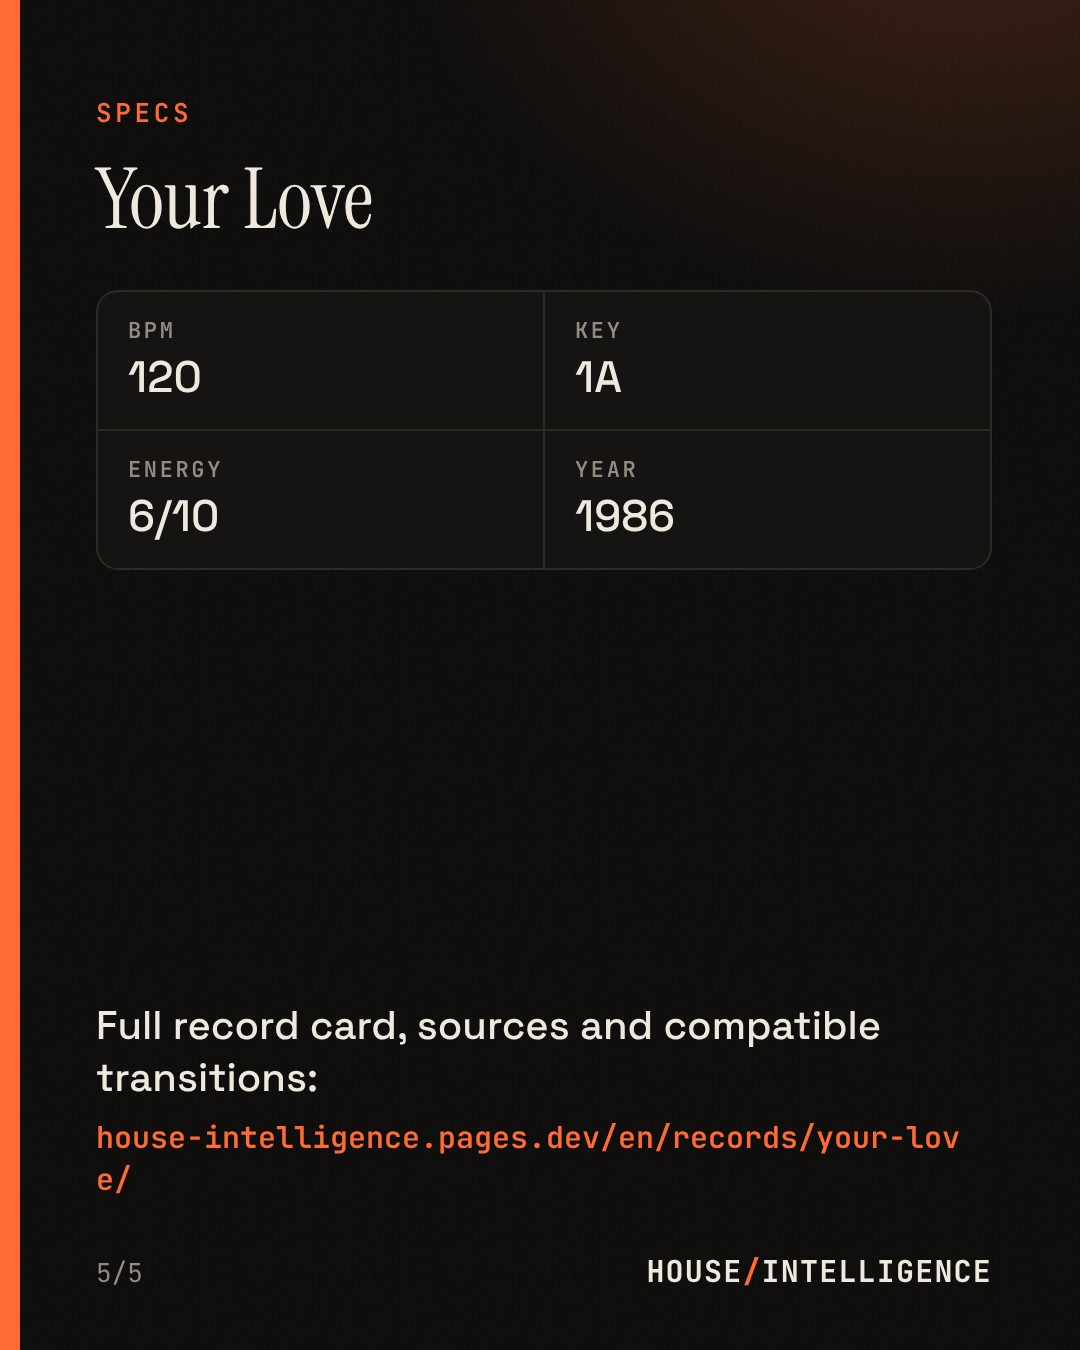 SPECS
Your Love
BPM
120
KEY
1A
ENERGY
6/10
YEAR
1986
Full record card, sources and compatible
transitions:
house-intelligence.pages.dev/en/records/your-lov
e/
5/5
HOUSE/INTELLIGENCE